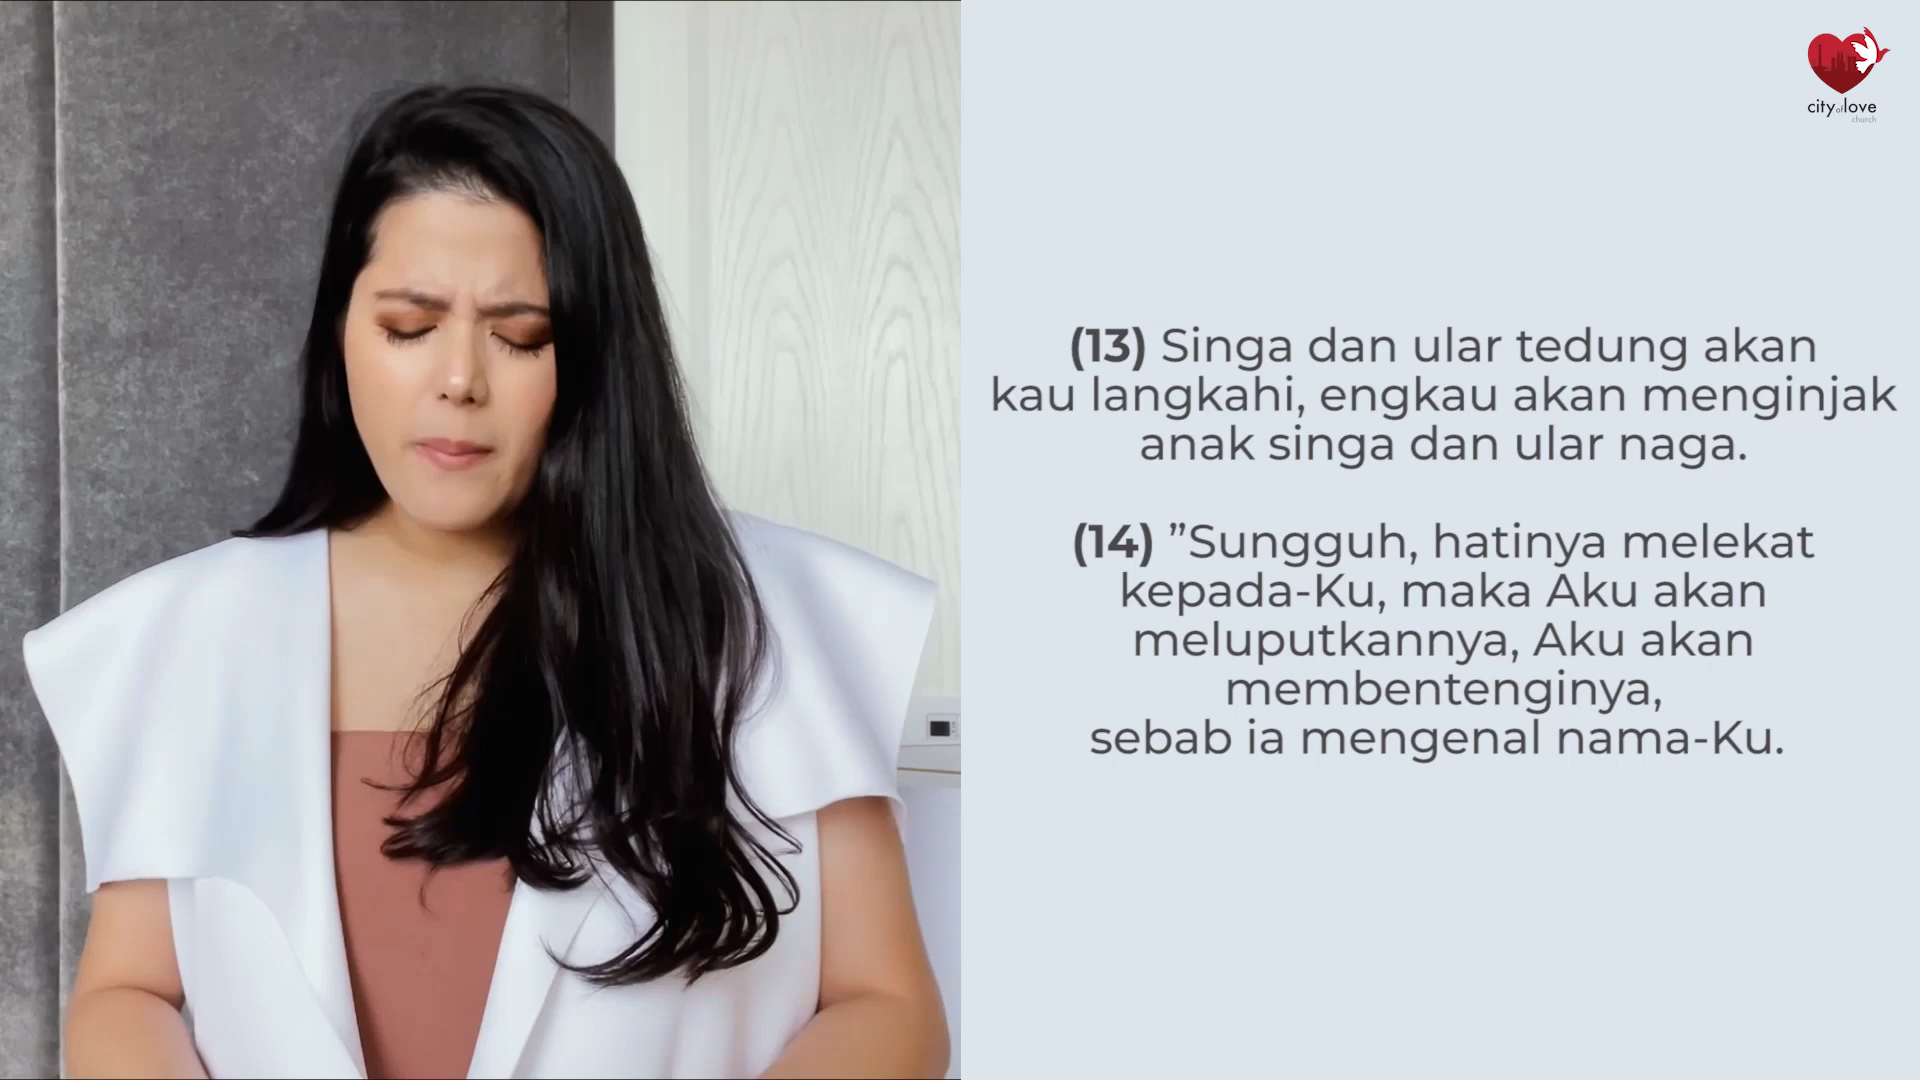 city of love
church
(13) Singa dan ular tedung akan
kau langkahi, engkau akan menginjak
anak singa dan ular naga.
(14) ”Sungguh, hatinya melekat
kepada-Ku, maka Aku akan
meluputkannya, Aku akan
membentenginya,
sebab ia mengenal nama-Ku.